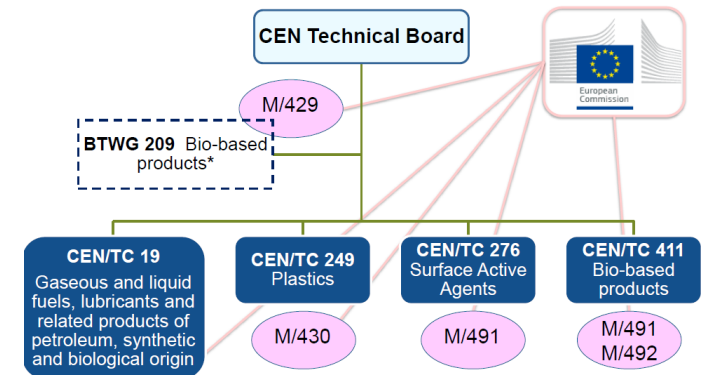 CEN Technical Board
European
Commission
M/429
BTWG 209 Bio-based
products*
CEN/TC 19
Gaseous and liquid
fuels, lubricants and
related products of
petroleum, synthetic
and biological origin
CEN/TC 249
Plastics
CEN/TC 276
Surface Active
Agents
CEN/TC 411
Bio-based
products
M/430
M/491
M/491
M/492